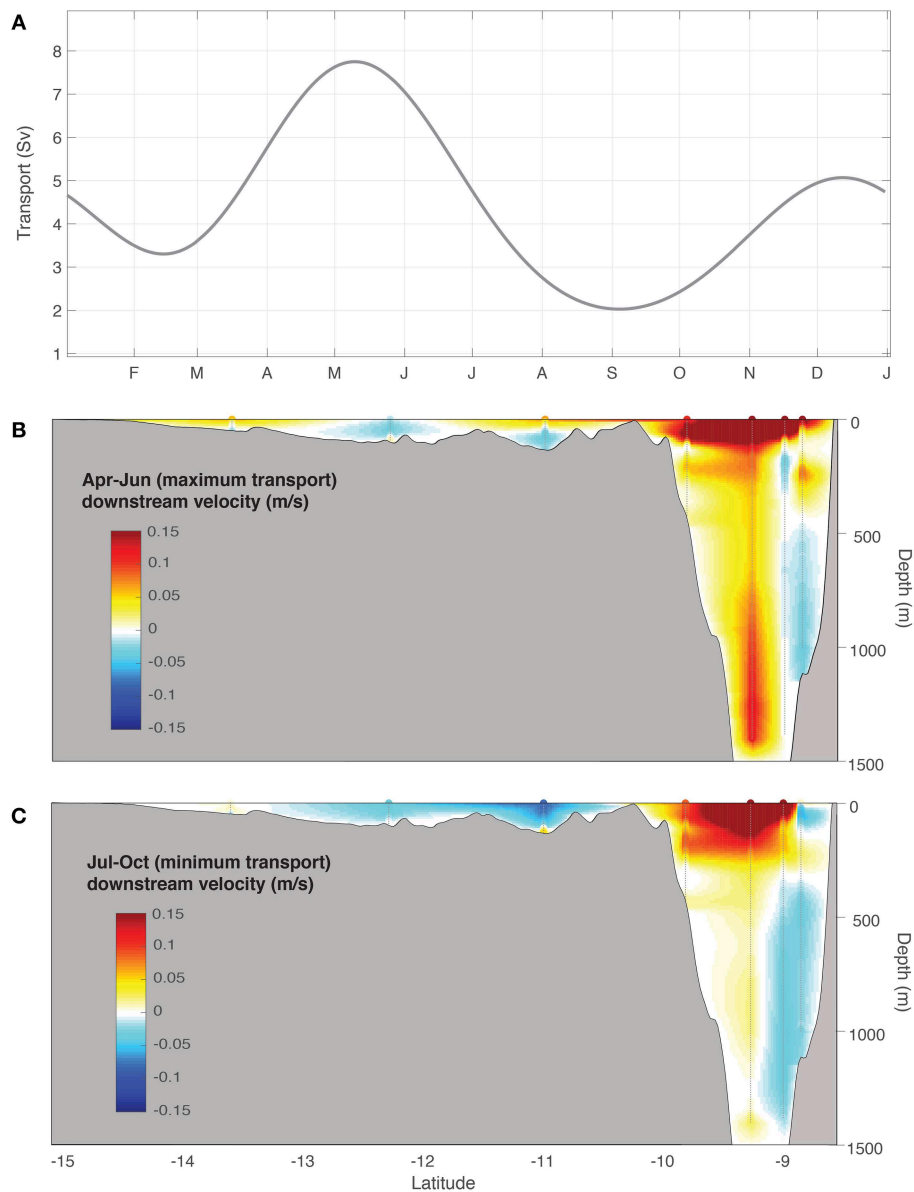 A
8
7
6
5
4
3
2
1
Transport (Sv)
F M A M J J A S O N D J
B
Apr-Jun (maximum transport)
downstream velocity (m/s)
0.15
0.1
0.05
0
-0.05
-0.1
-0.15
0
500
1000
1500
Depth (m)
C
Jul-Oct (minimum transport)
downstream velocity (m/s)
0.15
0.1
0.05
0
-0.05
-0.1
-0.15
0
500
1000
1500
Depth (m)
-15 -14 -13 -12 -11 -10 -9
Latitude